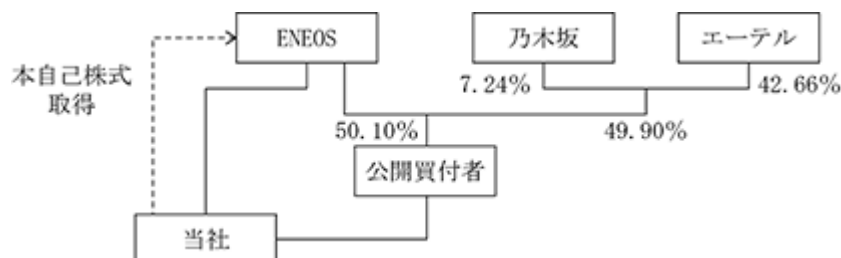 ENEOS
乃木坂
エーテル
本自己株式
取得
7.24%
42.66%
50.10%
49.90%
公開買付者
当社